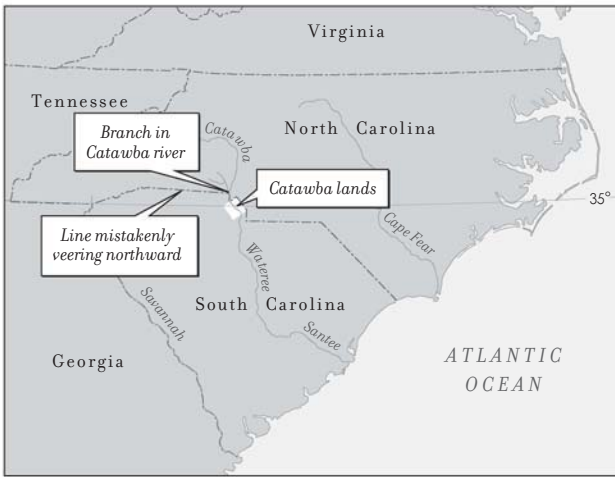 Virginia
Tennessee
Branch in
Catawba river
Catawba
North Carolina
Catawba lands
35°
Line mistakenly
veering northward
Cape Fear
Wateree
Savannah
South Carolina
Santee
Georgia
ATLANTIC
OCEAN